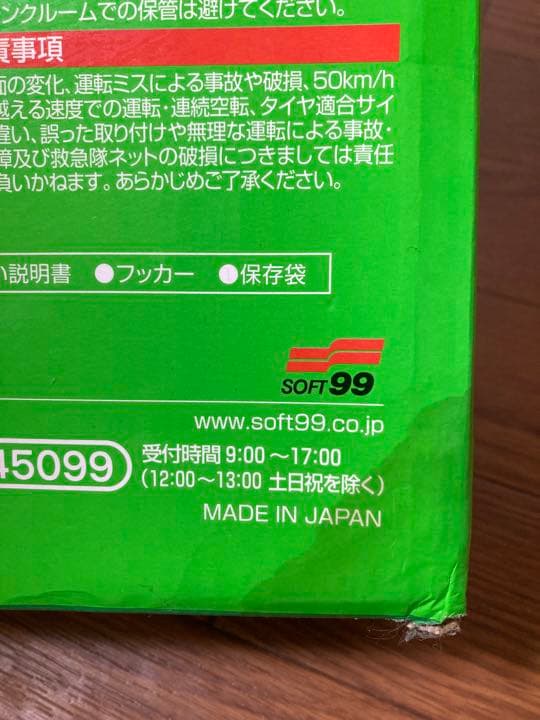 ンクルームでの保管は避けてください。
責事項
面の変化、運転ミスによる事故や破損、50km/h
越える速度での運転・連続空転、タイヤ適合サイ
違い、誤った取り付けや無理な運転による事故・
障及び救急隊ネットの破損につきましては責任
負いかねます。あらかじめご了承ください。
い説明書 ●フッカー ●保存袋
SOFT99
www.soft99.co.jp
45099
受付時間 9:00～17:00
(12:00～13:00 土日祝を除く)
MADE IN JAPAN